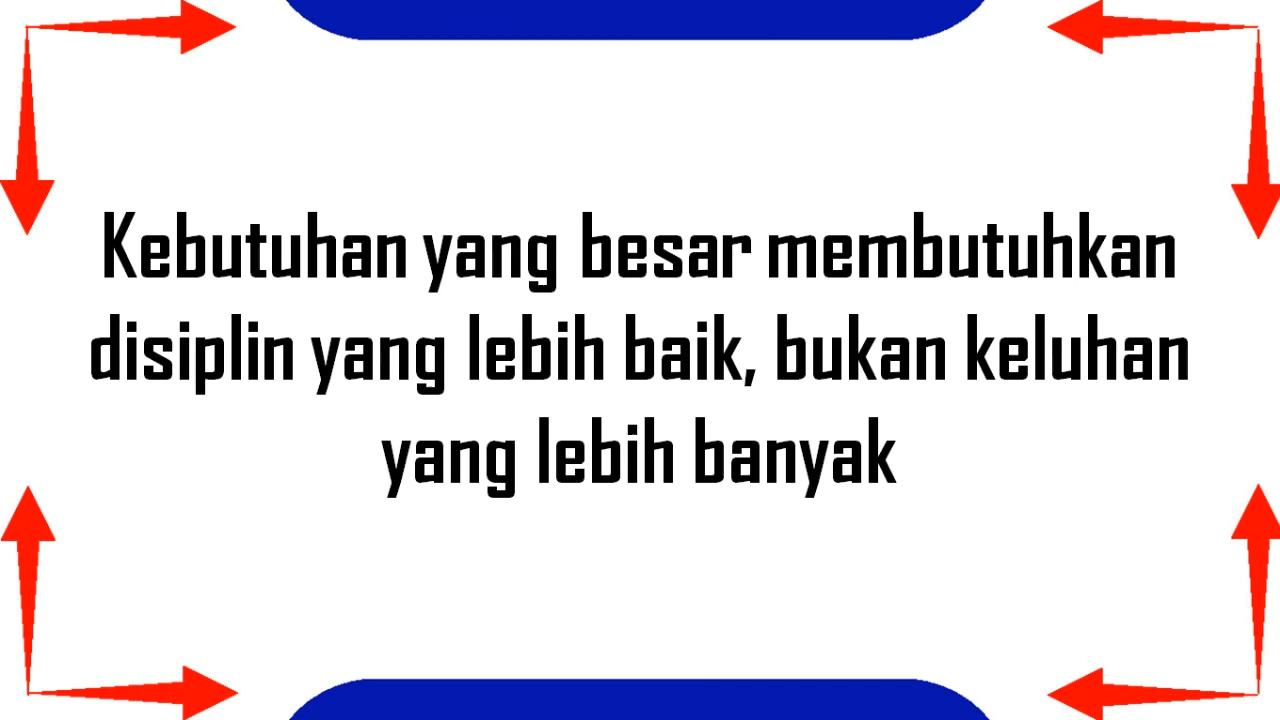 Kebutuhan yang besar membutuhkan
disiplin yang lebih baik, bukan keluhan
yang lebih banyak